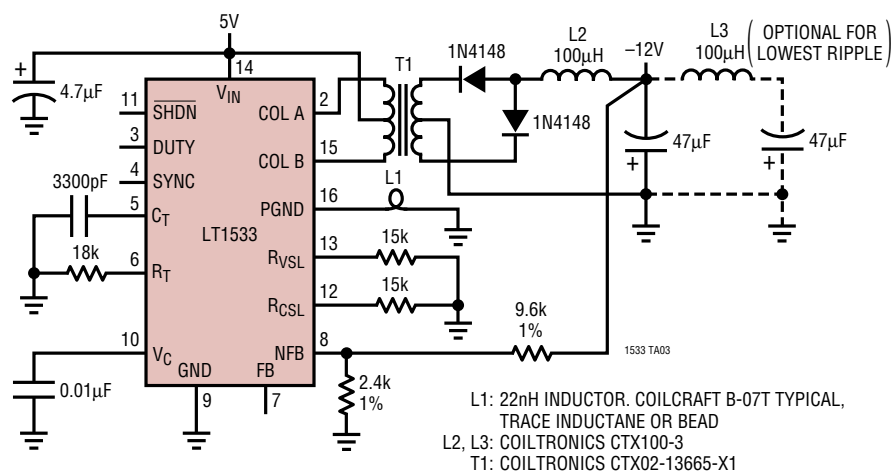 5V
L2
100µH
–12V
L3
100µH
(OPTIONAL FOR
LOWEST RIPPLE)
1N4148
T1
+
4.7µF
14
VIN
11
SHDN
COL A
2
3
DUTY
1N4148
4
SYNC
COL B
15
47µF
+
47µF
+
3300pF
5
CT
PGND
16
L1
LT1533
18k
6
RT
RVSL
13
15k
RCSL
12
15k
10
VC
NFB
8
9.6k
1%
1533 TA03
0.01µF
GND
FB
9
7
2.4k
1%
L1: 22nH INDUCTOR. COILCRAFT B-07T TYPICAL,
TRACE INDUCTANE OR BEAD
L2, L3: COILTRONICS CTX100-3
T1: COILTRONICS CTX02-13665-X1